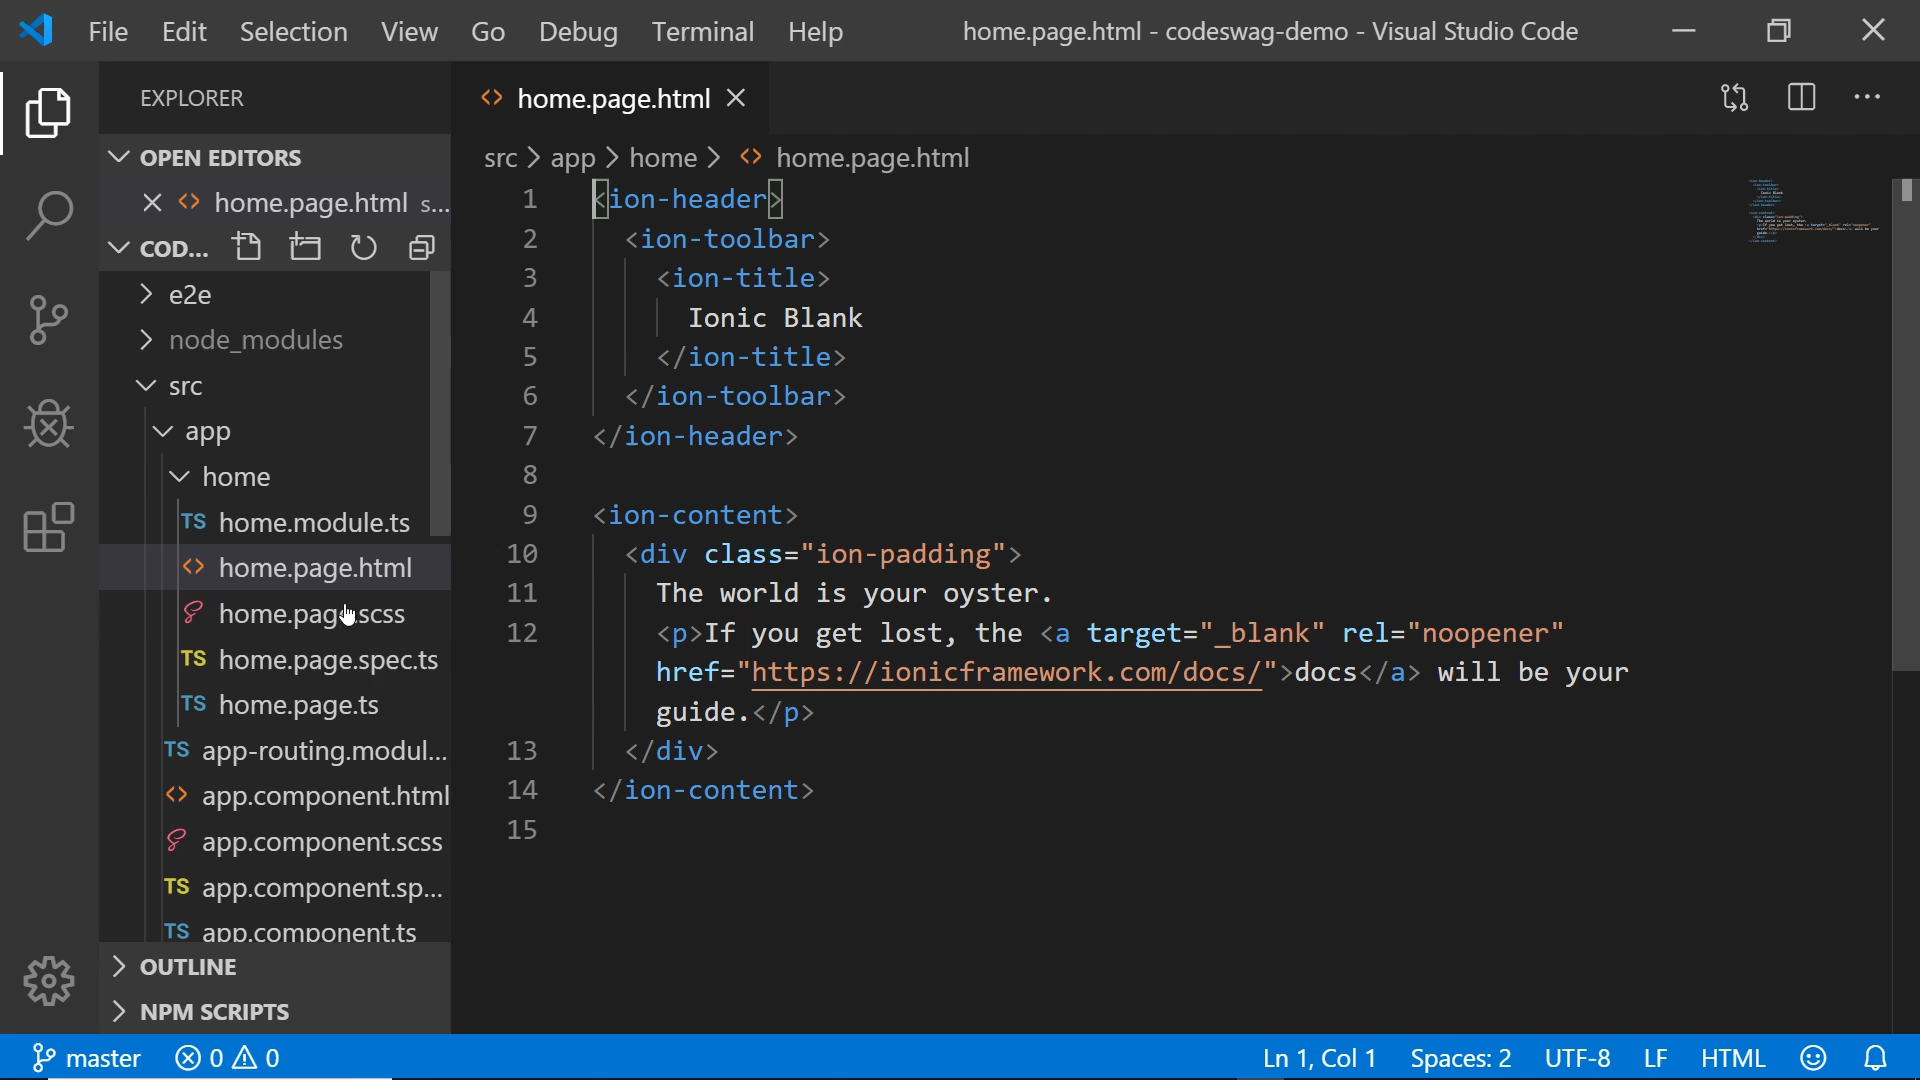 File Edit Selection View Go Debug Terminal Help home.page.html - codeswag-demo - Visual Studio Code
EXPLORER
OPEN EDITORS
home.page.html s...
COD...
e2e
node_modules
src
app
home
TS home.module.ts
<> home.page.html
home.page.scss
TS home.page.spec.ts
TS home.page.ts
TS app-routing.modul...
<> app.component.html
app.component.scss
TS app.component.sp...
TS app.component.ts
OUTLINE
NPM SCRIPTS
<> home.page.html
src > app > home > <> home.page.html
1 <ion-header>
2 <ion-toolbar>
3 <ion-title>
4 Ionic Blank
5 </ion-title>
6 </ion-toolbar>
7 </ion-header>
8
9 <ion-content>
10 <div class="ion-padding">
11 The world is your oyster.
12 <p>If you get lost, the <a target="_blank" rel="noopener"
href="https://ionicframework.com/docs/">docs</a> will be your
guide.</p>
13 </div>
14 </ion-content>
15
master 0 0 Ln 1, Col 1 Spaces: 2 UTF-8 LF HTML